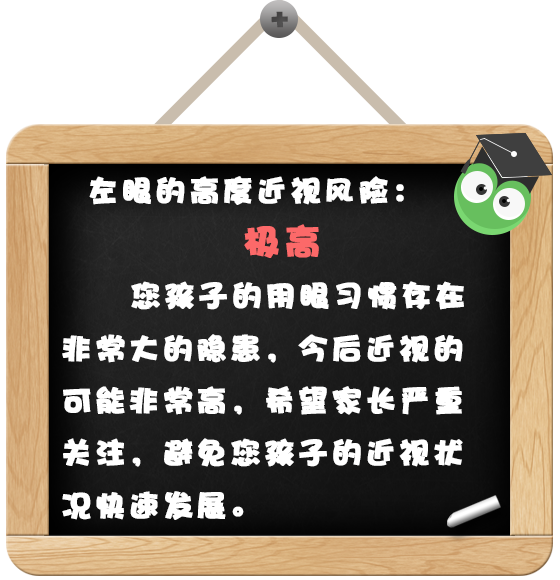 左眼的高度近视风险：
极高
您孩子的用眼习惯存在
非常大的隐患，今后近视的
可能非常高，希望家长严重
关注，避免您孩子的近视状
况快速发展。